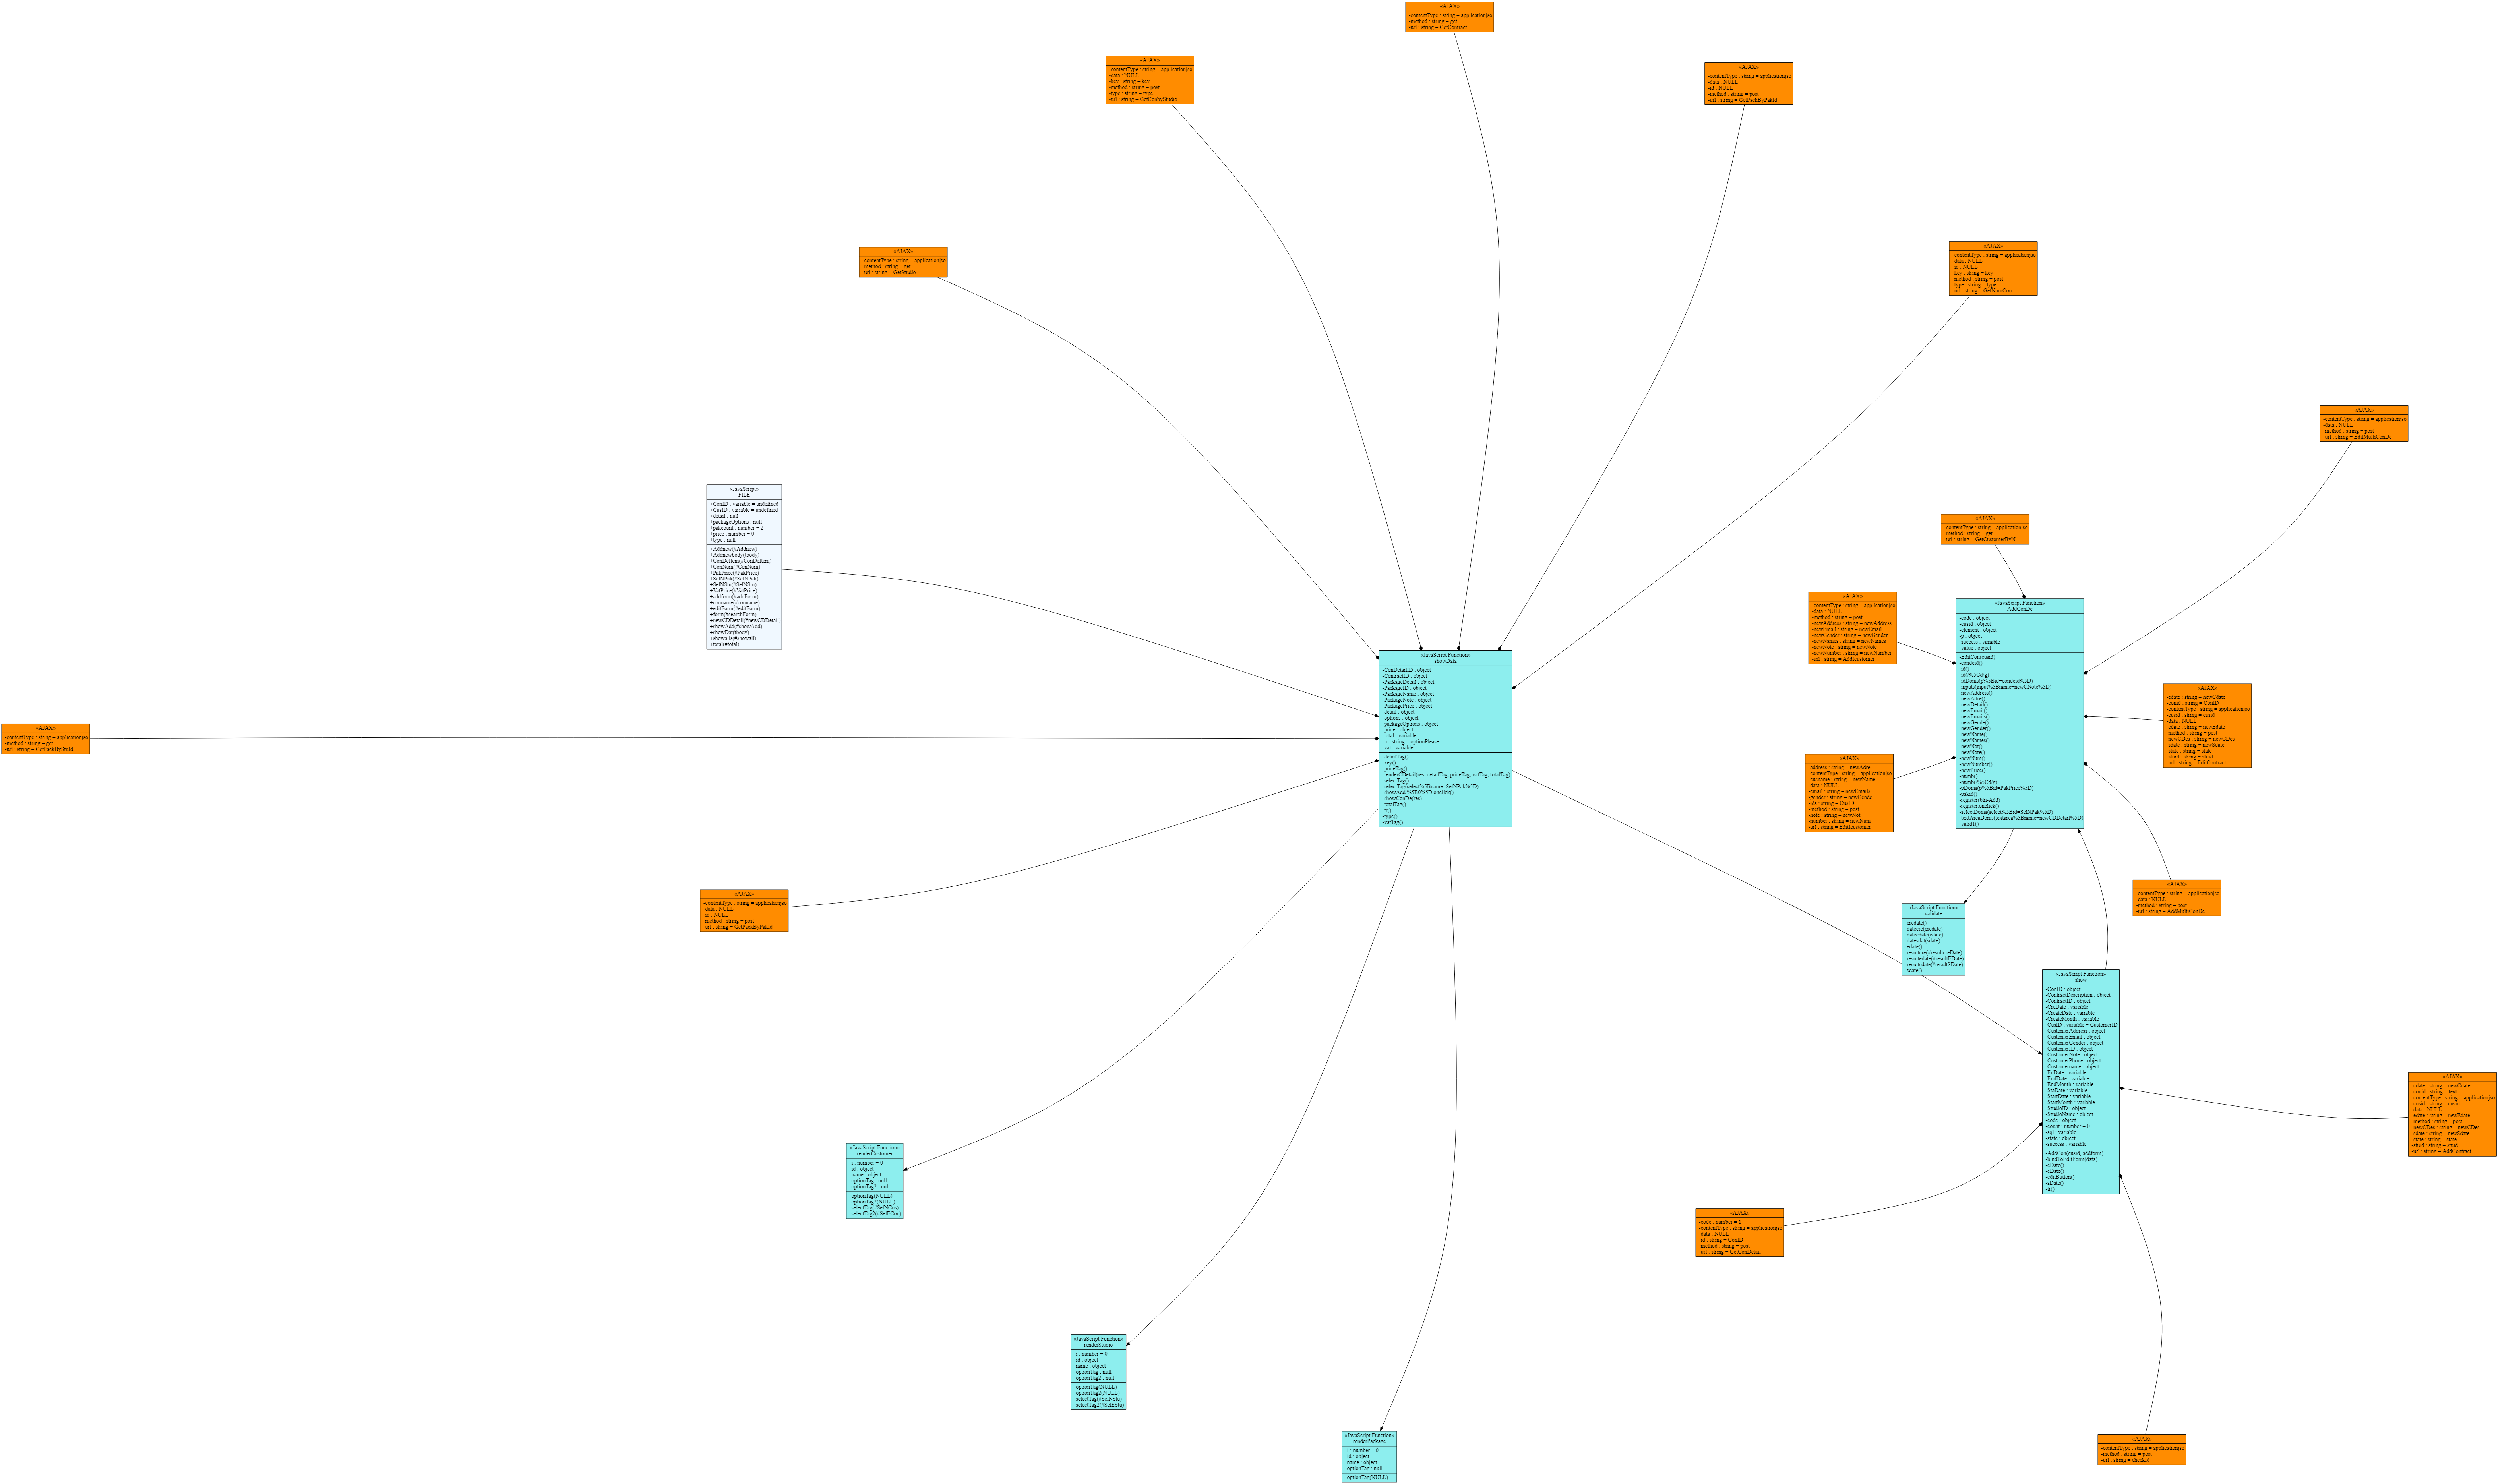 «AJAX»
-contentType : string = applicationjso
-method : string = get
-url : string = GetContract
«AJAX»
-contentType : string = applicationjso
-data : NULL
-key : string = key
-method : string = post
-type : string = type
-url : string = GetConbyStudio
«AJAX»
-contentType : string = applicationjso
-data : NULL
-id : NULL
-method : string = post
-url : string = GetPackByPakId
«AJAX»
-contentType : string = applicationjso
-method : string = get
-url : string = GetStudio
«AJAX»
-contentType : string = applicationjso
-data : NULL
-id : NULL
-key : string = key
-method : string = post
-type : string = type
-url : string = GetNumCon
«AJAX»
-contentType : string = applicationjso
-data : NULL
-method : string = post
-url : string = EditMultiConDe
«JavaScript»
FILE
+ConID : variable = undefined
+CusID : variable = undefined
+detail : null
+packageOptions : null
+pakcount : number = 2
+price : number = 0
+type : null
+Addnew(#Addnew)
+Addnewbody(tbody)
+ConDeItem(#ConDeItem)
+ConNum(#ConNum)
+PakPrice(#PakPrice)
+SelNPak(#SelNPak)
+SelNStu(#SelNStu)
+VatPrice(#VatPrice)
+addform(#addForm)
+conname(#conname)
+editForm(#editForm)
+form(#searchForm)
+newCDDetail(#newCDDetail)
+showAdd(#showAdd)
+showDat(tbody)
+showalls(#showall)
+total(#total)
«AJAX»
-contentType : string = applicationjso
-method : string = get
-url : string = GetCustomerByN
«AJAX»
-contentType : string = applicationjso
-data : NULL
-method : string = post
-newAddress : string = newAddress
-newEmail : string = newEmail
-newGender : string = newGender
-newNames : string = newNames
-newNote : string = newNote
-newNumber : string = newNumber
-url : string = AddIcustomer
«JavaScript Function»
AddConDe
-code : object
-cusid : object
-element : object
-p : object
-success : variable
-value : object
-EditCon(cusid)
-condeid()
-id()
-id(/%5Cd/g)
-idDoms(p%5Bid=condeid%5D)
-inputs(input%5Bname=newCNote%5D)
-newAddress()
-newAdre()
-newDetail()
-newEmail()
-newEmails()
-newGende()
-newGender()
-newName()
-newNames()
-newNot()
-newNote()
-newNum()
-newNumber()
-newPrice()
-numb()
-numb(/%5Cd/g)
-pDoms(p%5Bid=PakPrice%5D)
-pakid()
-register(btn-Add)
-register.onclick()
-selectDoms(select%5Bid=SelNPak%5D)
-textAreaDoms(textarea%5Bname=newCDDetail%5D)
-valid1()
«JavaScript Function»
showData
-ConDetailID : object
-ContractID : object
-PackageDetail : object
-PackageID : object
-PackageName : object
-PackageNote : object
-PackagePrice : object
-detail : object
-options : object
-packageOptions : object
-price : object
-total : variable
-tr : string = optionPlease
-vat : variable
-detailTag()
-key()
-priceTag()
-renderCDetail(res, detailTag, priceTag, vatTag, totalTag)
-selectTag()
-selectTag(select%5Bname=SelNPak%5D)
-showAdd.%5B0%5D.onclick()
-showConDe(res)
-totalTag()
-tr()
-type()
-vatTag()
«AJAX»
-cdate : string = newCdate
-conid : string = ConID
-contentType : string = applicationjso
-cusid : string = cusid
-data : NULL
-edate : string = newEdate
-method : string = post
-newCDes : string = newCDes
-sdate : string = newSdate
-state : string = state
-stuid : string = stuid
-url : string = EditContract
«AJAX»
-contentType : string = applicationjso
-method : string = get
-url : string = GetPackByStuId
«AJAX»
-address : string = newAdre
-contentType : string = applicationjso
-cusname : string = newName
-data : NULL
-email : string = newEmails
-gender : string = newGende
-ids : string = CusID
-method : string = post
-note : string = newNot
-number : string = newNum
-url : string = EditIcustomer
«AJAX»
-contentType : string = applicationjso
-data : NULL
-id : NULL
-method : string = post
-url : string = GetPackByPakId
«AJAX»
-contentType : string = applicationjso
-data : NULL
-method : string = post
-url : string = AddMultiConDe
«JavaScript Function»
validate
-credate()
-datecre(credate)
-dateedate(edate)
-datesdat(sdate)
-edate()
-resultcre(#resultcreDate)
-resultedate(#resultEDate)
-resultsdate(#resultSDate)
-sdate()
«JavaScript Function»
show
-ConID : object
-ContractDescription : object
-ContractID : object
-CreDate : variable
-CreateDate : variable
-CreateMonth : variable
-CusID : variable = CustomerID
-CustomerAddress : object
-CustomerEmail : object
-CustomerGender : object
-CustomerID : object
-CustomerNote : object
-CustomerPhone : object
-Customername : object
-EnDate : variable
-EndDate : variable
-EndMonth : variable
-StaDate : variable
-StartDate : variable
-StartMonth : variable
-StudioID : object
-StudioName : object
-code : object
-count : number = 0
-sql : variable
-state : object
-success : variable
-AddCon(cusid, addform)
-bindToEditForm(data)
-cDate()
-eDate()
-editButton()
-sDate()
-tr()
«AJAX»
-cdate : string = newCdate
-conid : string = text
-contentType : string = applicationjso
-cusid : string = cusid
-data : NULL
-edate : string = newEdate
-method : string = post
-newCDes : string = newCDes
-sdate : string = newSdate
-state : string = state
-stuid : string = stuid
-url : string = AddContract
«JavaScript Function»
renderCustomer
-i : number = 0
-id : object
-name : object
-optionTag : null
-optionTag2 : null
-optionTag(NULL)
-optionTag2(NULL)
-selectTag(#SelNCus)
-selectTag2(#SelECon)
«AJAX»
-code : number = 1
-contentType : string = applicationjso
-data : NULL
-id : string = ConID
-method : string = post
-url : string = GetConDetail
«JavaScript Function»
renderStudio
-i : number = 0
-id : object
-name : object
-optionTag : null
-optionTag2 : null
-optionTag(NULL)
-optionTag2(NULL)
-selectTag(#SelNStu)
-selectTag2(#SelEStu)
«JavaScript Function»
renderPackage
-i : number = 0
-id : object
-name : object
-optionTag : null
-optionTag(NULL)
«AJAX»
-contentType : string = applicationjso
-method : string = post
-url : string = checkId